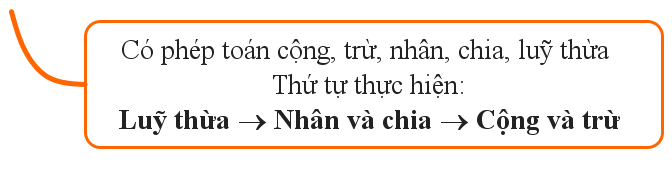 Có phép toán cộng, trừ, nhân, chia, luỹ thừa
Thứ tự thực hiện:
Luỹ thừa → Nhân và chia → Cộng và trừ